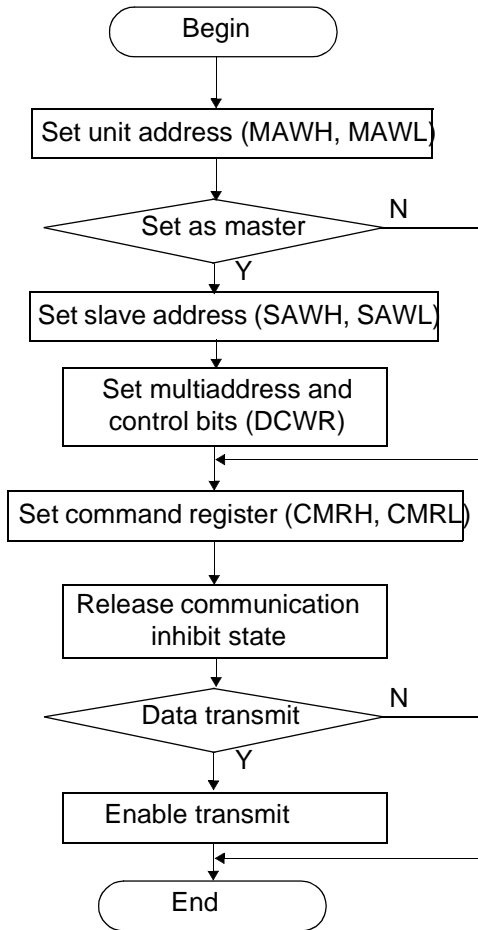 Begin
Set unit address (MAWH, MAWL)
Set as master
N
Y
Set slave address (SAWH, SAWL)
Set multiaddress and
control bits (DCWR)
Set command register (CMRH, CMRL)
Release communication
inhibit state
Data transmit
N
Y
Enable transmit
End